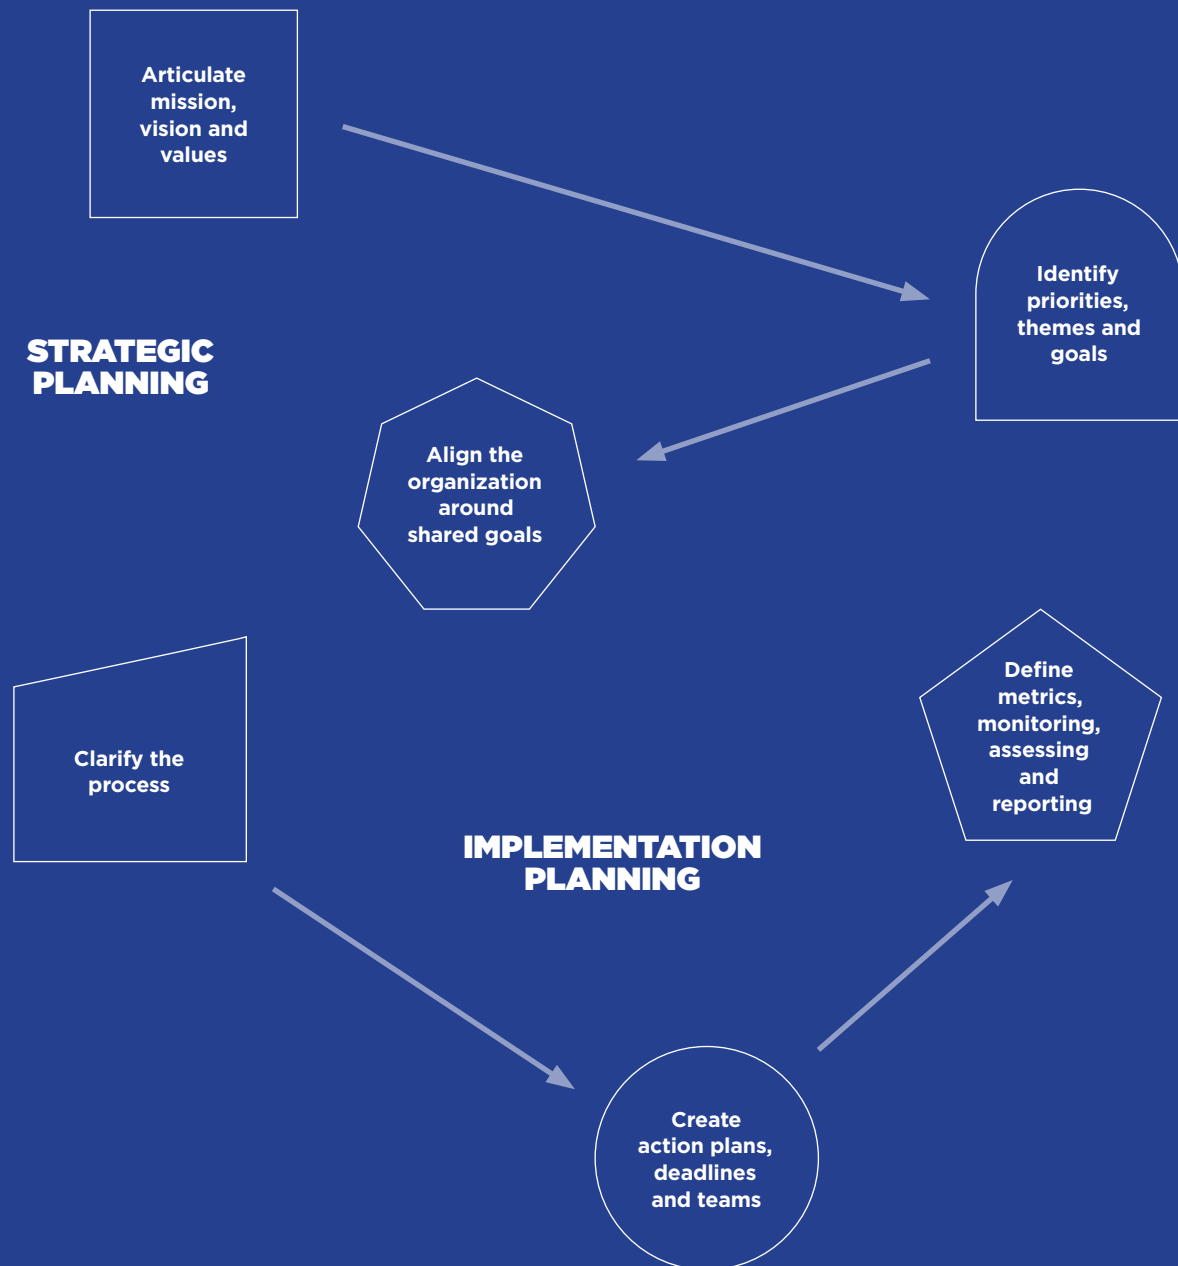 Articulate
mission,
vision and
values
Identify
priorities,
themes and
goals
STRATEGIC
PLANNING
Align the
organization
around
shared goals
Define
metrics,
monitoring,
assessing
and
reporting
Clarify the
process
IMPLEMENTATION
PLANNING
Create
action plans,
deadlines
and teams